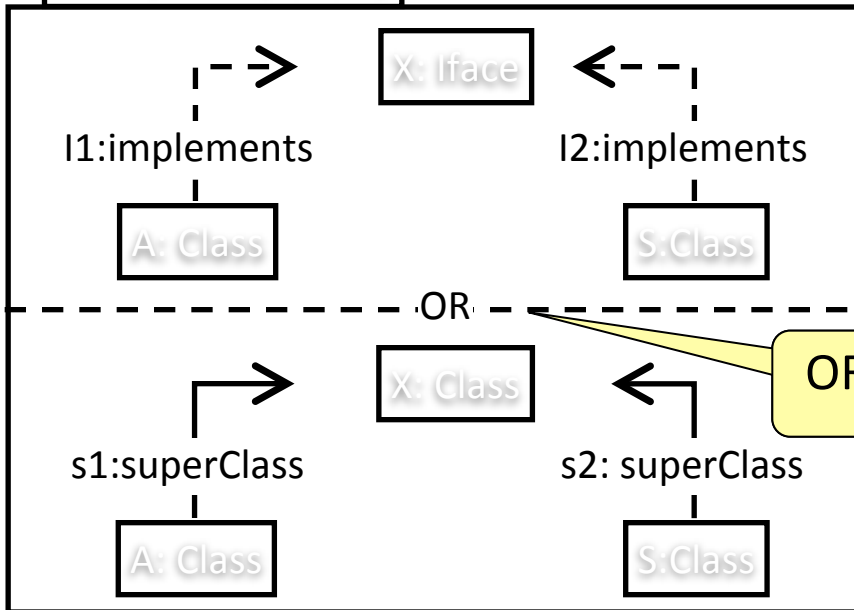 X: Iface
I1:implements
I2:implements
A: Class
S:Class
OR
X: Class
s1:superClass
s2: superClass
A: Class
S:Class